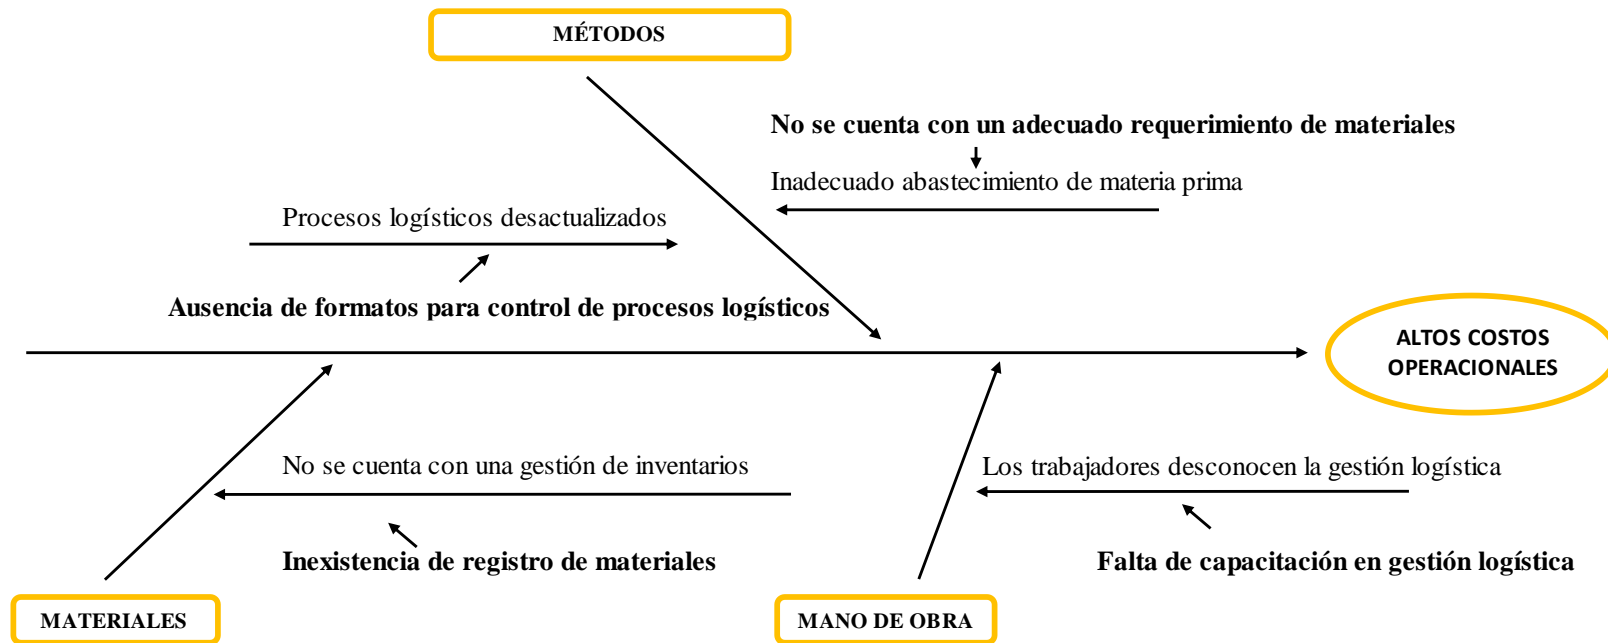 MÉTODOS
No se cuenta con un adecuado requerimiento de materiales
Inadecuado abastecimiento de materia prima
Procesos logísticos desactualizados
Ausencia de formatos para control de procesos logísticos
ALTOS COSTOS
OPERACIONALES
No se cuenta con una gestión de inventarios
Los trabajadores desconocen la gestión logística
Inexistencia de registro de materiales
Falta de capacitación en gestión logística
MATERIALES
MANO DE OBRA